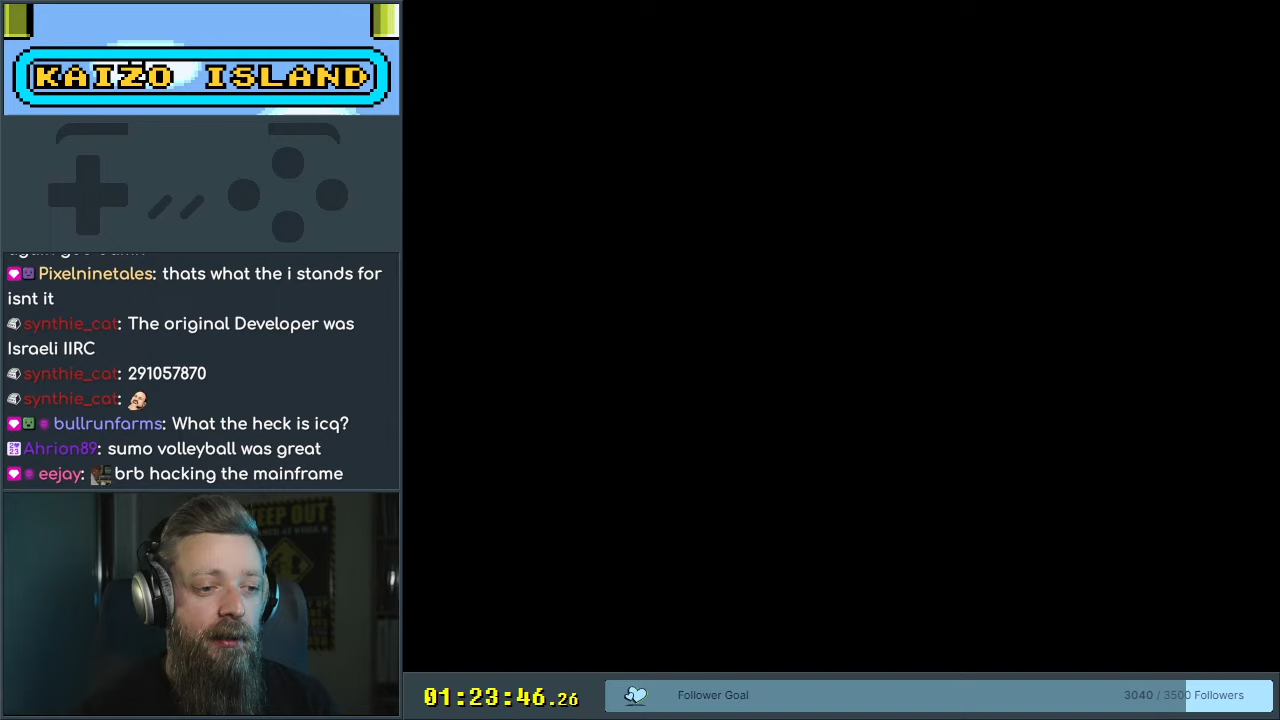 KAIZO ISLAND
Pixelninetales: thats what the i stands for
isnt it
synthie_cat: The original Developer was
Israeli IIRC
synthie_cat: 291057870
synthie_cat:
bullrunfarms: What the heck is icq?
Ahrion89: sumo volleyball was great
eejay: brb hacking the mainframe
KEEP OUT
01:23:46.26
Follower Goal
3040 / 3500 Followers